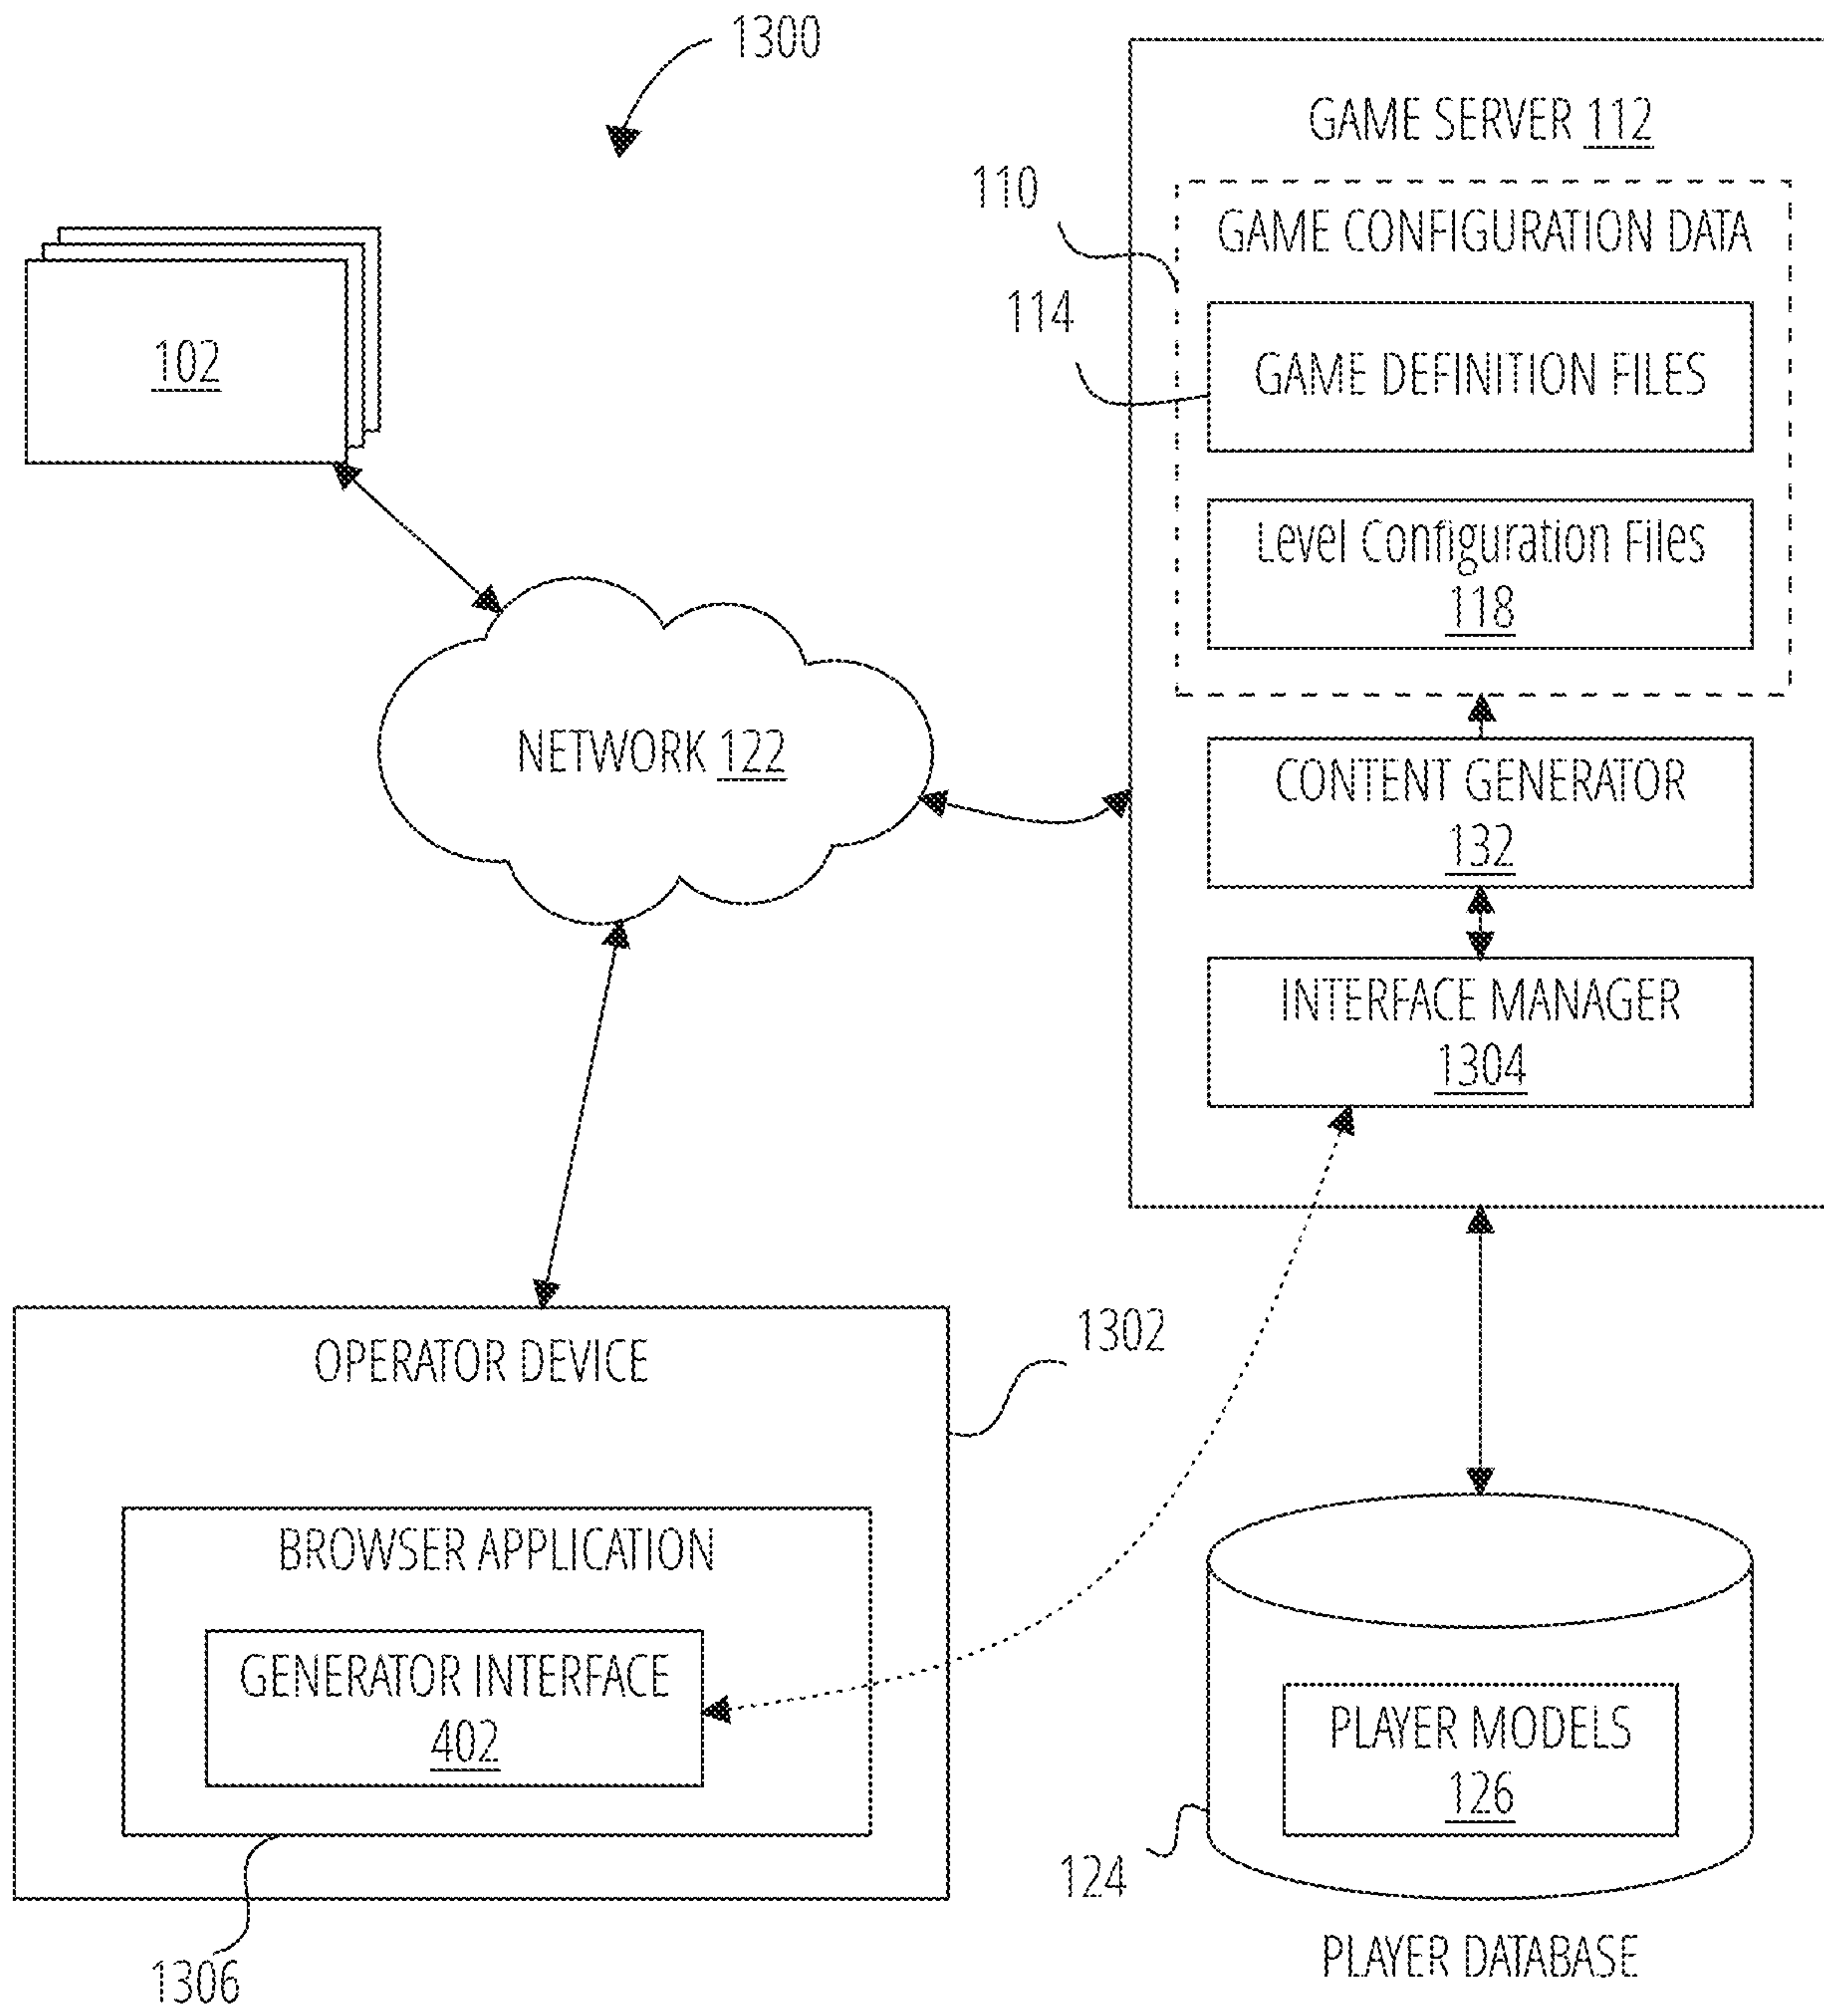 1300
GAME SERVER 112
110
GAME CONFIGURATION DATA
114
GAME DEFINITION FILES
102
Level Configuration Files
118
NETWORK 122
CONTENT GENERATOR
132
INTERFACE MANAGER
1304
OPERATOR DEVICE
1302
BROWSER APPLICATION
GENERATOR INTERFACE
402
PLAYER MODELS
126
124
1306
PLAYER DATABASE